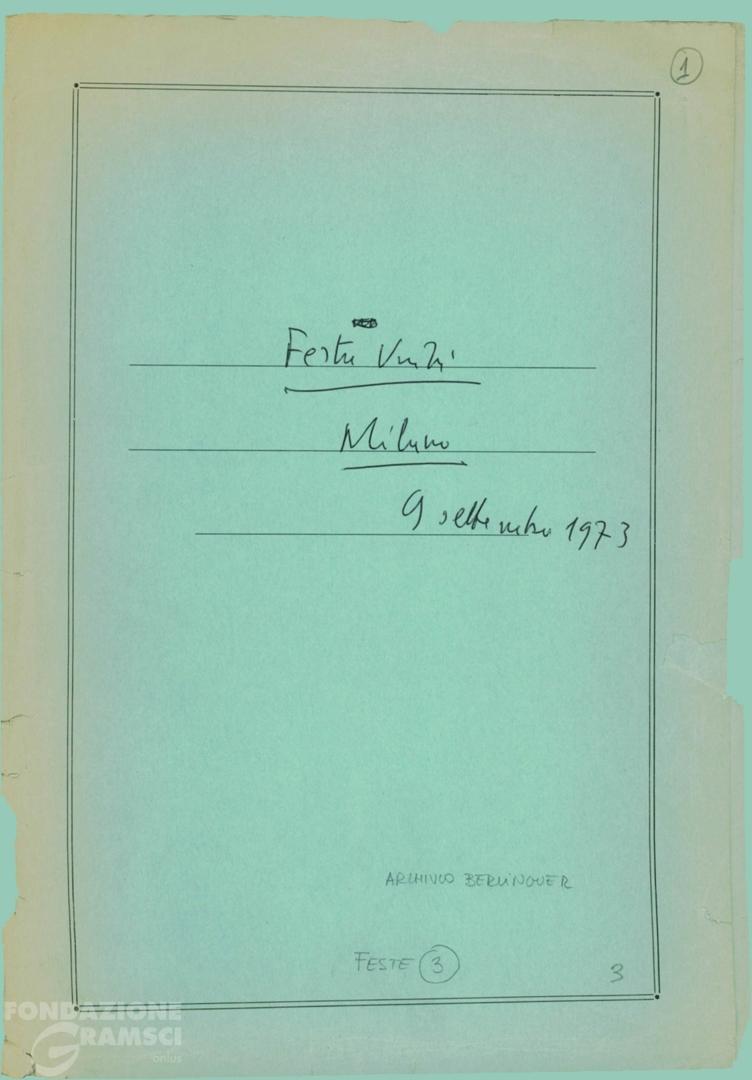 1
Festa Unità
Milano
9 settembre 1973
ARCHIVIO BERLINGUER
FESTE 3
3
FONDAZIONE
GRAMSCI
onlus